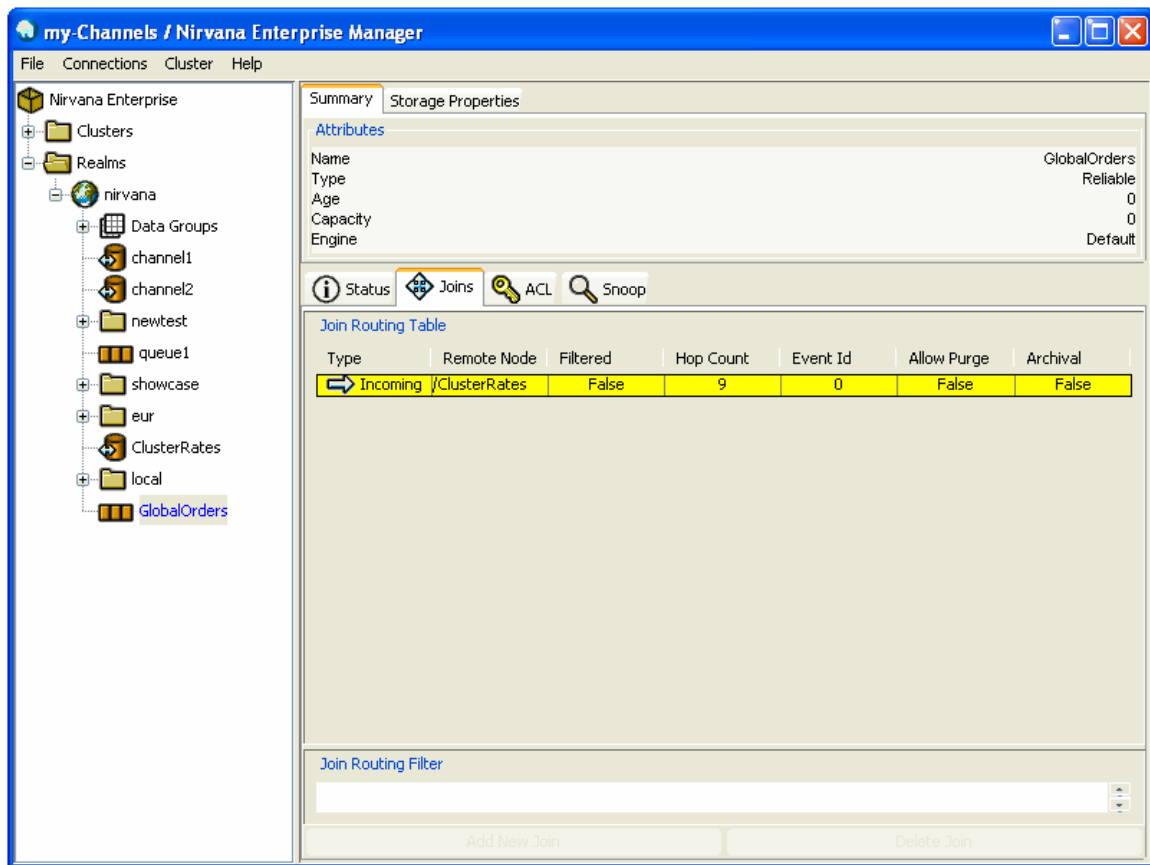 my-Channels / Nirvana Enterprise Manager
File Connections Cluster Help
Nirvana Enterprise
Clusters
Realms
nirvana
Data Groups
channel1
channel2
newtest
queue1
showcase
eur
ClusterRates
local
GlobalOrders
Summary Storage Properties
Attributes
Name GlobalOrders
Type Reliable
Age 0
Capacity 0
Engine Default
Status Joins ACL Snoop
Join Routing Table
Type Remote Node Filtered Hop Count Event Id Allow Purge Archival
Incoming /ClusterRates False 9 0 False False
Join Routing Filter
Add New Join Delete Join